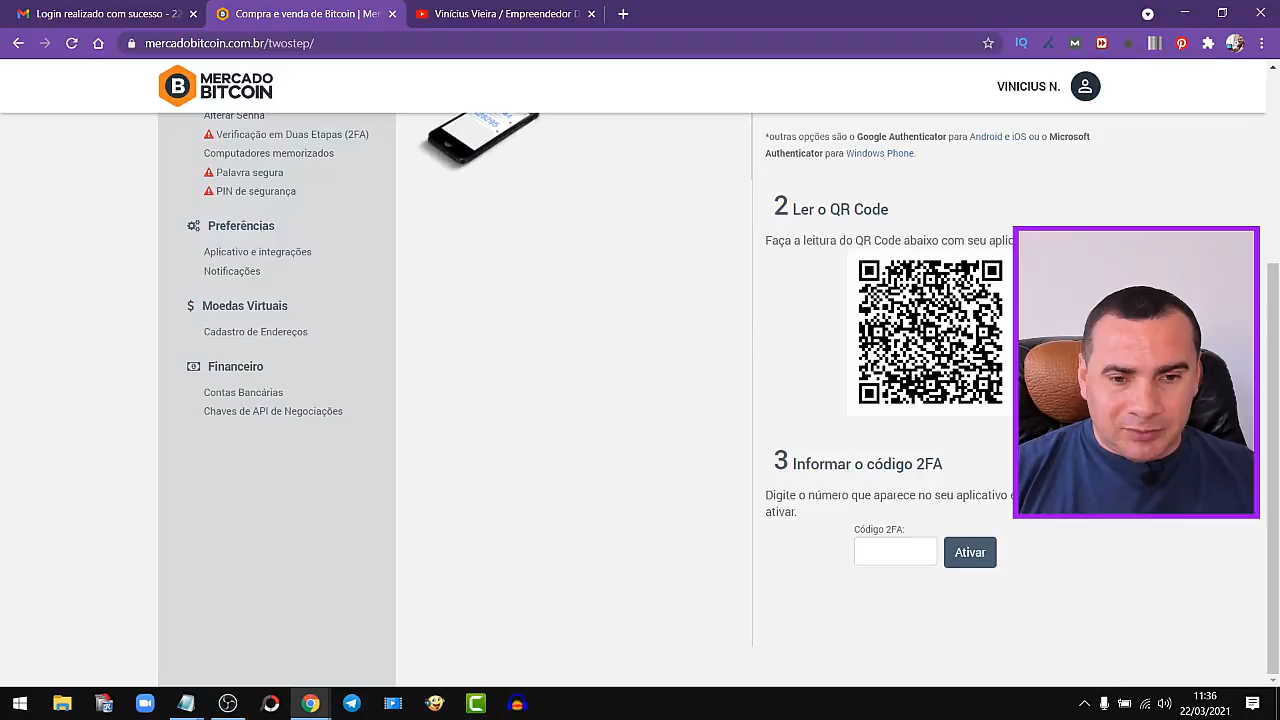 Login realizado com sucesso - 22
Compra e venda de Bitcoin | Mer
Vinícius Vieira / Empreendedor D
mercadobitcoin.com.br/twostep/
IQ
MERCADO
BITCOIN
VINICIUS N.
Alterar Senha
Verificação em Duas Etapas (2FA)
Computadores memorizados
Palavra segura
PIN de segurança
Preferências
Aplicativo e integrações
Notificações
Moedas Virtuais
Cadastro de Endereços
Financeiro
Contas Bancárias
Chaves de API de Negociações
*outras opções são o Google Authenticator para Android e iOS ou o Microsoft
Authenticator para Windows Phone.
2 Ler o QR Code
Faça a leitura do QR Code abaixo com seu aplic
3 Informar o código 2FA
Digite o número que aparece no seu aplicativo
ativar.
Código 2FA:
Ativar
11:36
22/03/2021